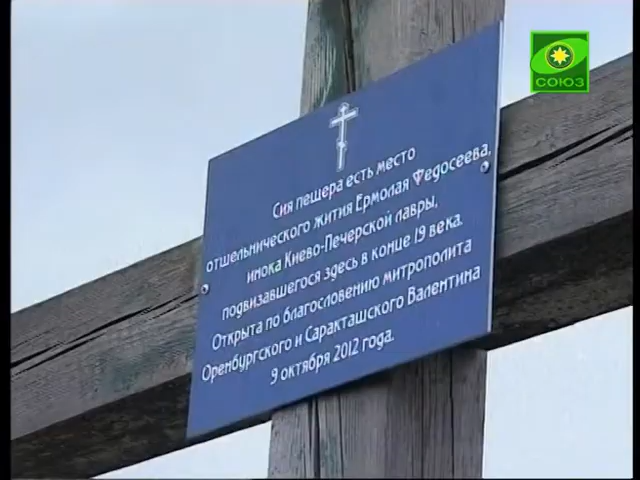 СОЮЗ
Сия пещера есть место
отшельнического жития Ермолая Федосеева,
инока Киево-Печерской лавры,
подвизавшегося здесь в конце 19 века.
Открыта по благословению митрополита
Оренбургского и Саракташского Валентина
9 октября 2012 года.